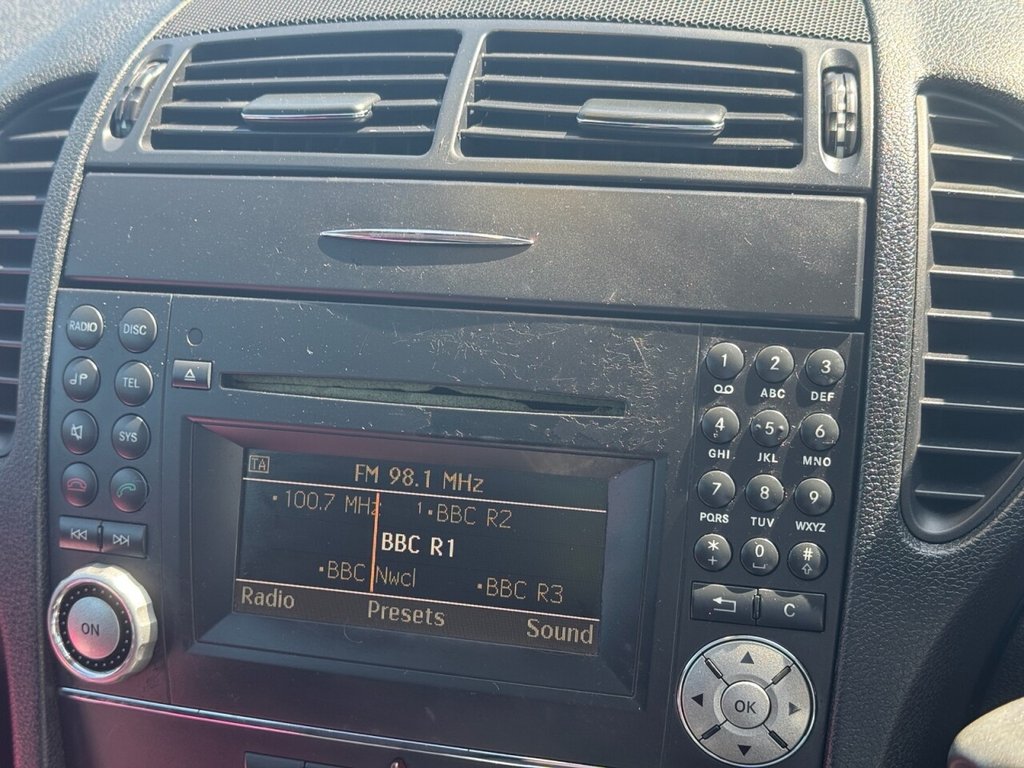 RADIO DISC
TEL
SYS
ON
TA
FM 98.1 MHz
100.7 MHz 1 BBC R2
BBC R1
BBC Nwcl
BBC R3
Radio Presets Sound
1 2 3
ABC DEF
4 5 6
GHI JKL MNO
7 8 9
PQRS TUV WXYZ
* 0 #
+
C
OK